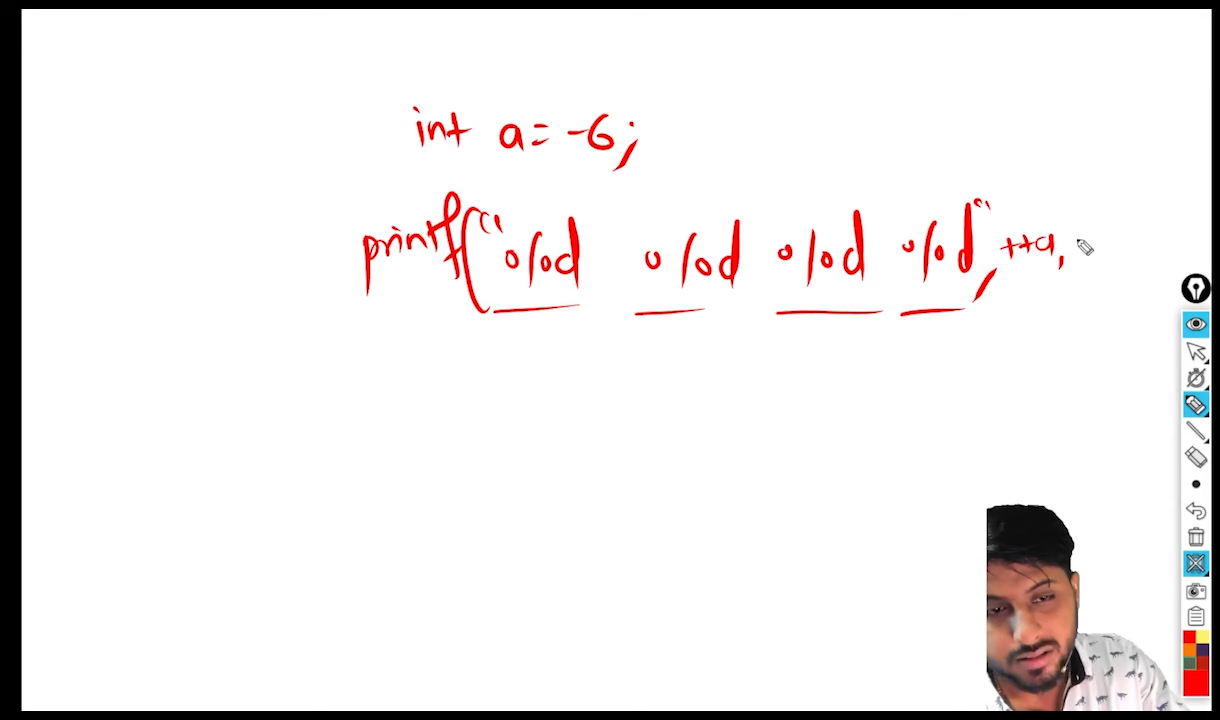 int a = -6;
printf("%d %d %d %d", ++a,